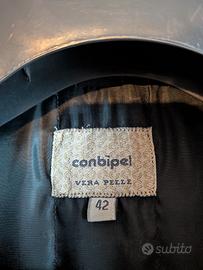 conbipel
VERA PELLE
42
subito